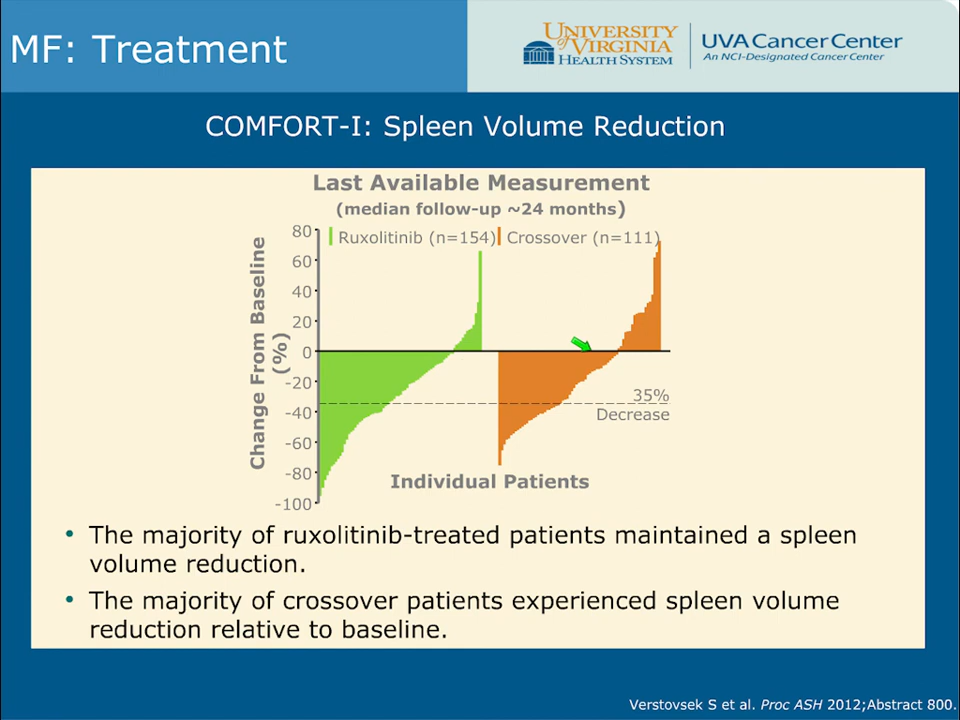 MF: Treatment
UNIVERSITY
of VIRGINIA
HEALTH SYSTEM
UVA Cancer Center
An NCI-Designated Cancer Center
COMFORT-I: Spleen Volume Reduction
Last Available Measurement
(median follow-up ~24 months)
Ruxolitinib (n=154)
Crossover (n=111)
Change From Baseline
(%)
80
60
40
20
0
-20
-40
-60
-80
-100
35%
Decrease
Individual Patients
• The majority of ruxolitinib-treated patients maintained a spleen
volume reduction.
• The majority of crossover patients experienced spleen volume
reduction relative to baseline.
Verstovsek S et al. Proc ASH 2012;Abstract 800.